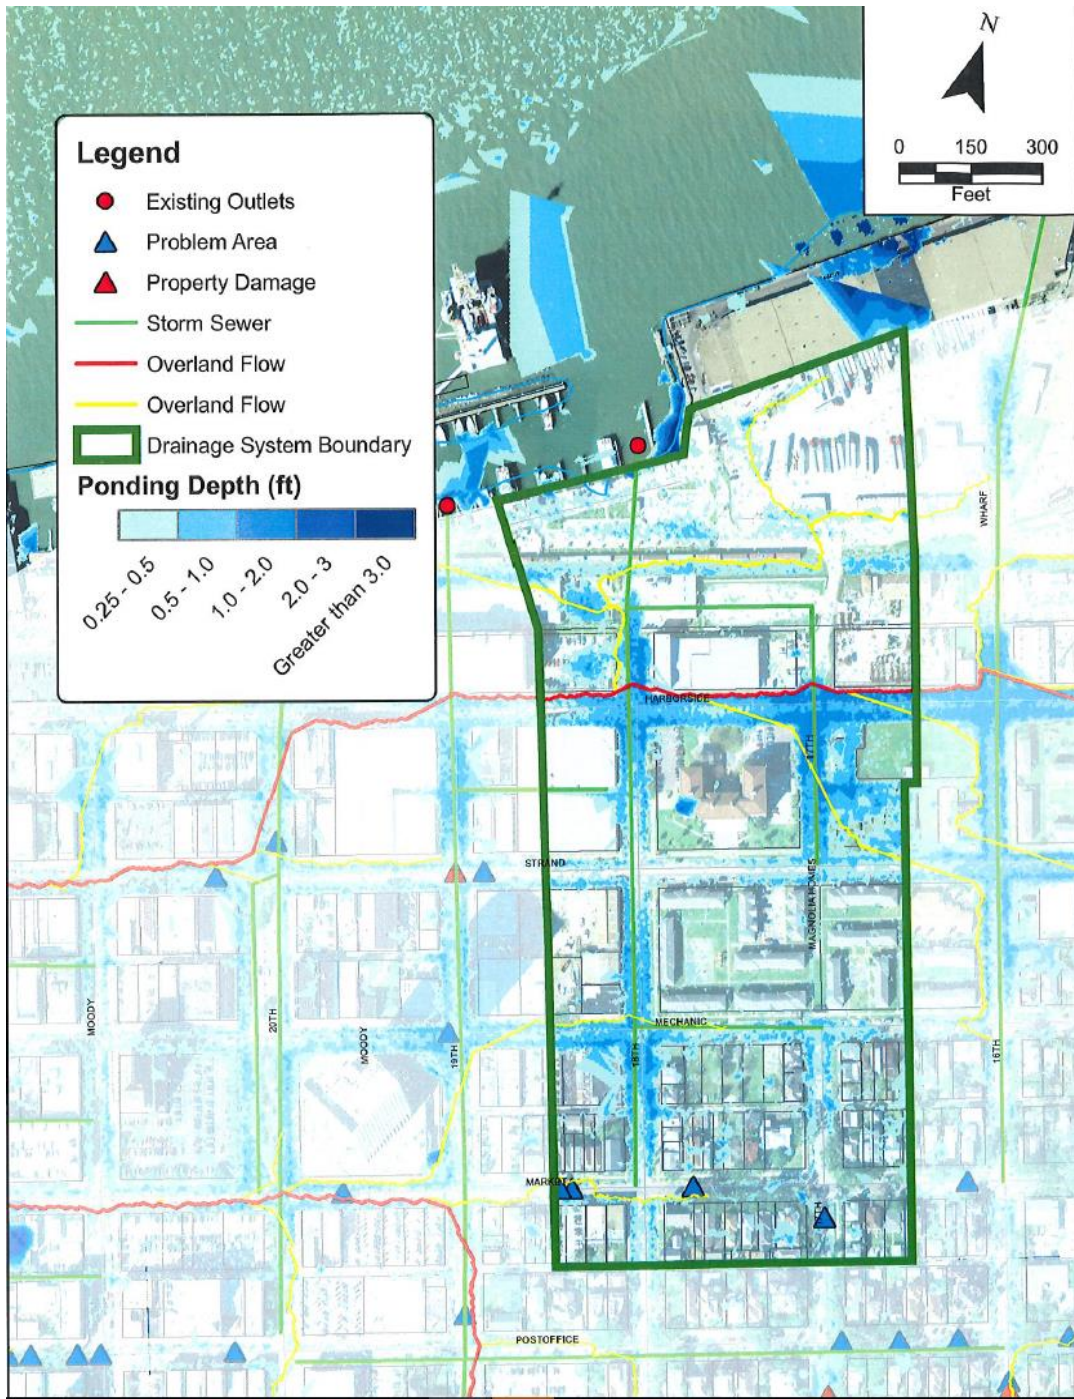 N
0 150 300
Feet
Legend
Existing Outlets
Problem Area
Property Damage
Storm Sewer
Overland Flow
Overland Flow
Drainage System Boundary
Ponding Depth (ft)
0.25 - 0.5
0.5 - 1.0
1.0 - 2.0
2.0 - 3
Greater than 3.0
WHARF
HARBORSIDE
17TH
STRAND
MAGNOLIA HOMES
MOODY
20TH
MOODY
19TH
MECHANIC
18TH
16TH
MARKET
POSTOFFICE